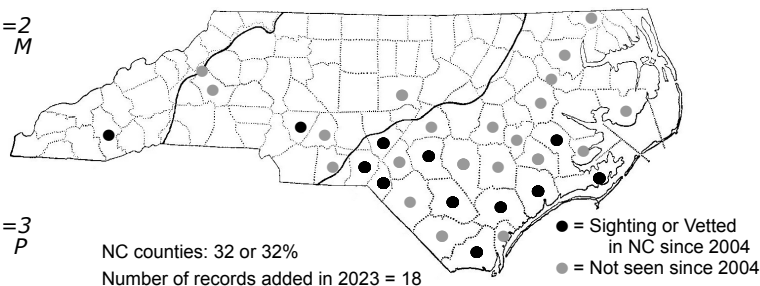 =2
M
=3
P
NC counties: 32 or 32%
Number of records added in 2023 = 18
= Sighting or Vetted
in NC since 2004
= Not seen since 2004